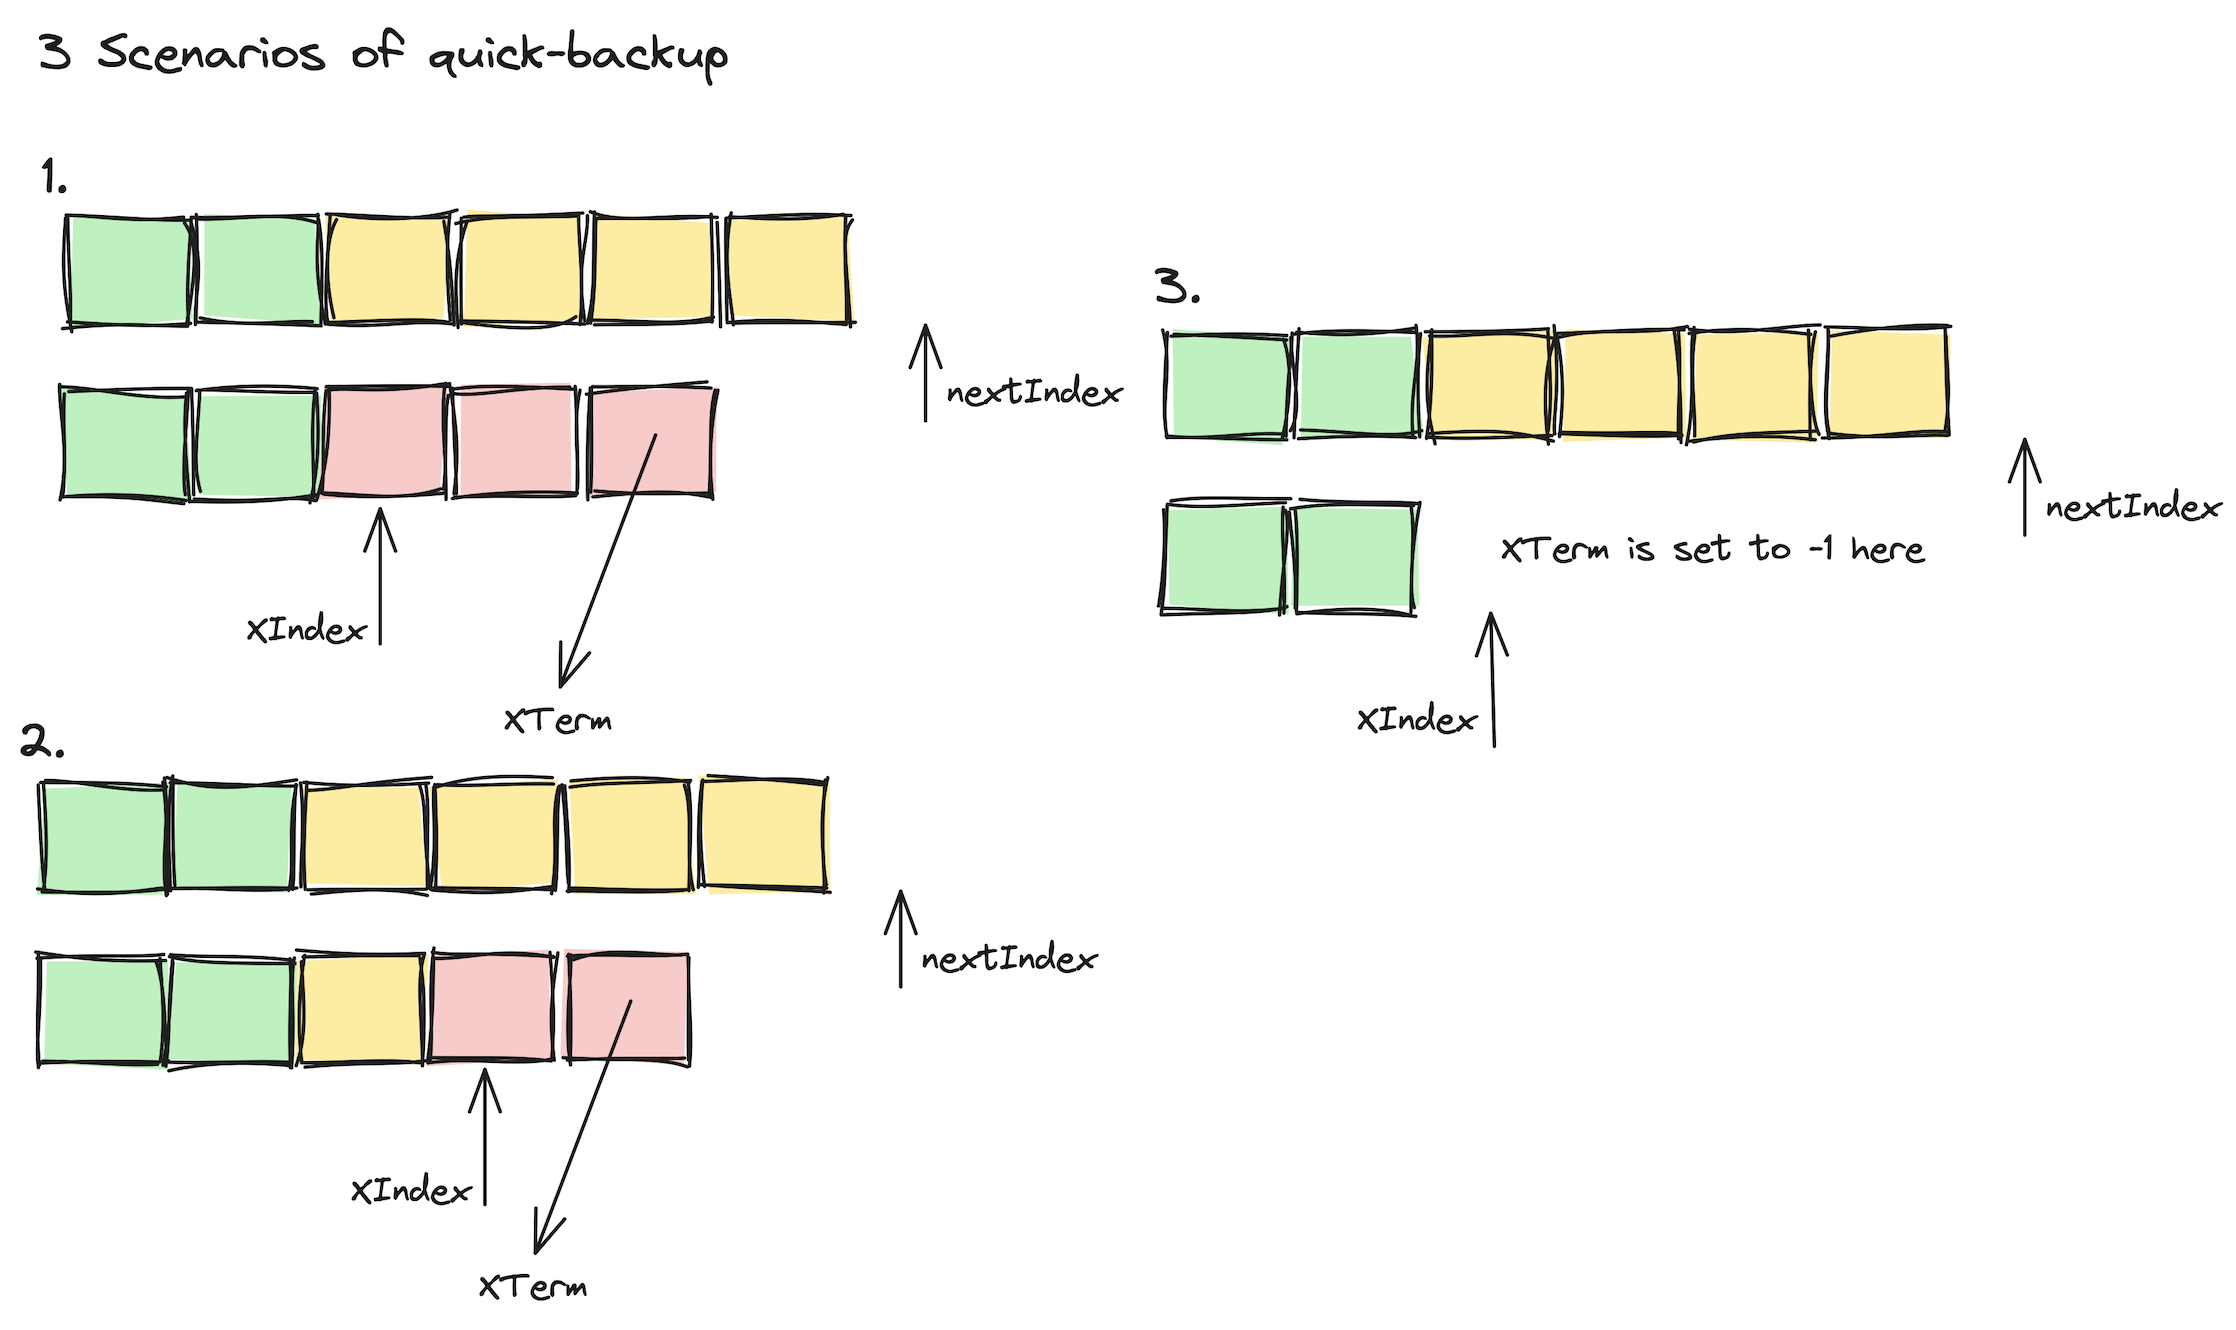 3 Scenarios of quick-backup
1.
nextIndex
XIndex
XTerm
2.
nextIndex
XIndex
XTerm
3.
nextIndex
XTerm is set to -1 here
XIndex